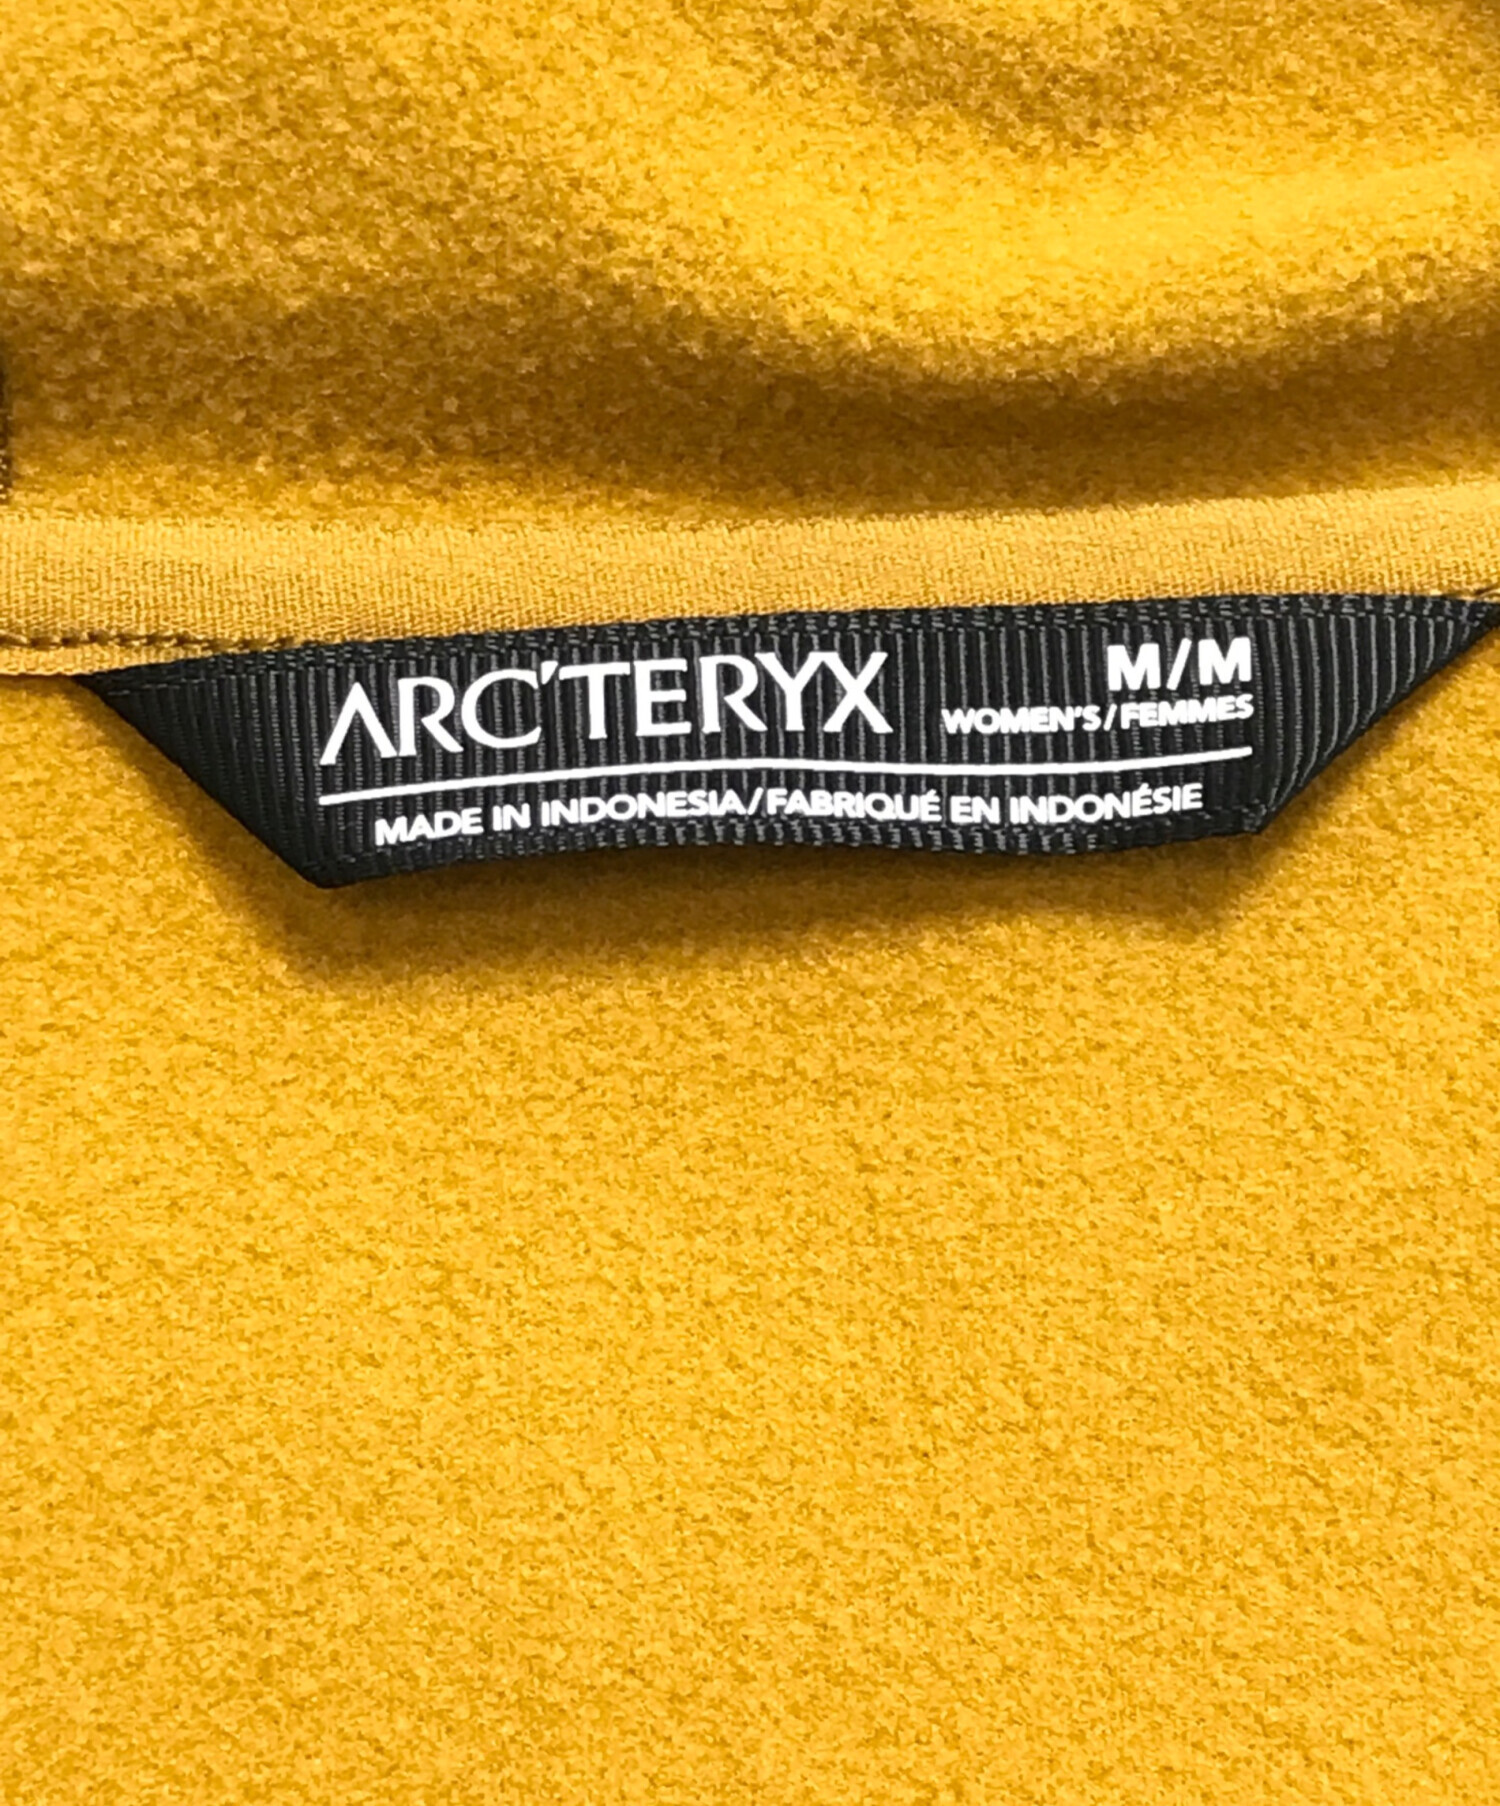 ARC'TERYX
M/M
WOMEN'S/FEMMES
MADE IN INDONESIA/FABRIQUÉ EN INDONÉSIE